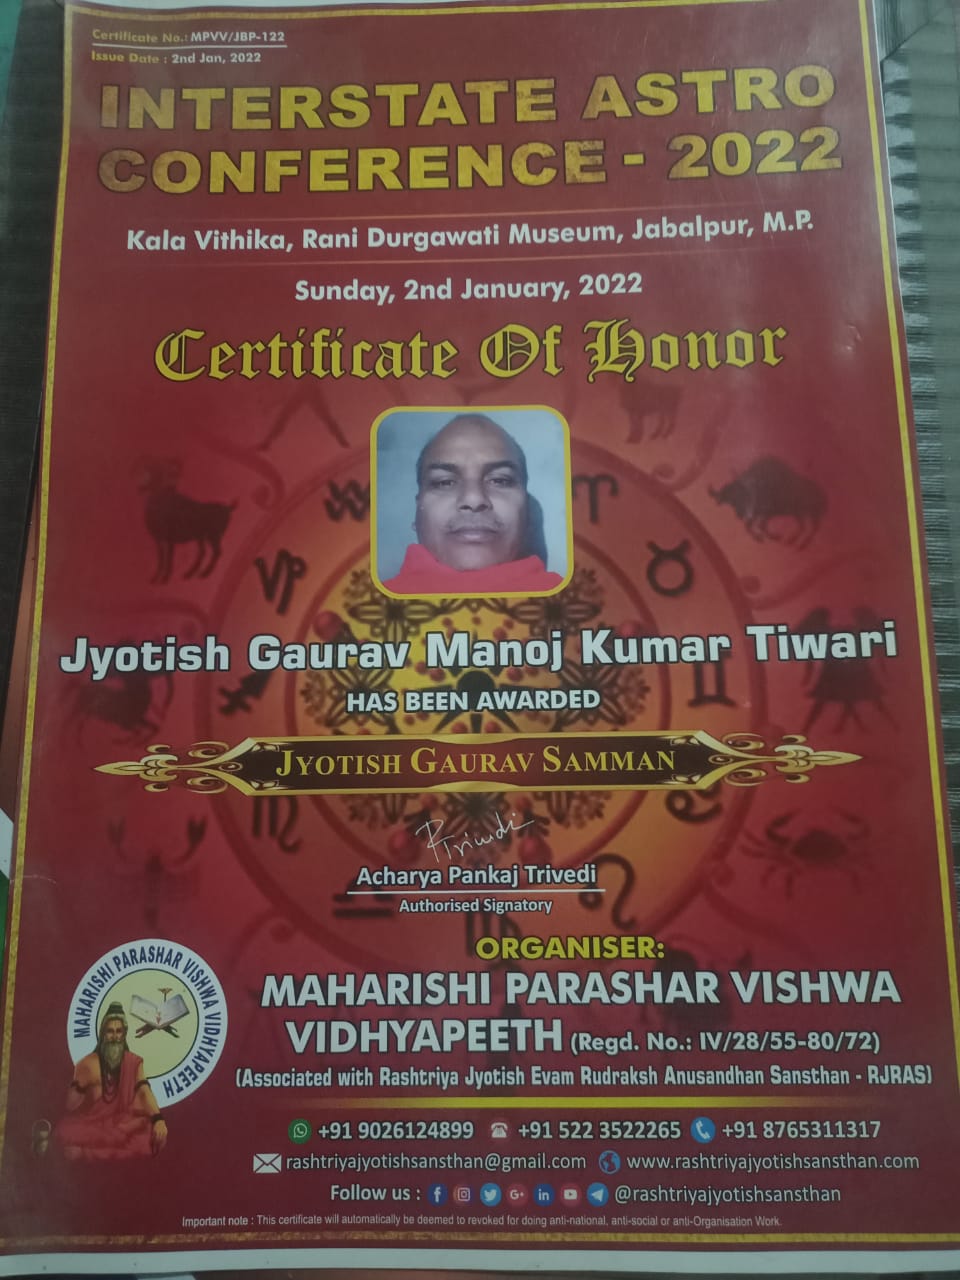 Certificate No.: MPVV/JBP-122
Issue Date : 2nd Jan, 2022
INTERSTATE ASTRO
CONFERENCE - 2022
Kala Vithika, Rani Durgawati Museum, Jabalpur, M.P.
Sunday, 2nd January, 2022
Certificate Of Honor
Jyotish Gaurav Manoj Kumar Tiwari
HAS BEEN AWARDED
JYOTISH GAURAV SAMMAN
PTrivedi
Acharya Pankaj Trivedi
Authorised Signatory
MAHARISHI PARASHAR VISHWA VIDHYAPEETH
ORGANISER:
MAHARISHI PARASHAR VISHWA
VIDHYAPEETH (Regd. No.: IV/28/55-80/72)
(Associated with Rashtriya Jyotish Evam Rudraksh Anusandhan Sansthan - RJRAS)
+91 9026124899 +91 522 3522265 +91 8765311317
rashtriyajyotishsansthan@gmail.com www.rashtriyajyotishsansthan.com
Follow us : @rashtriyajyotishsansthan
Important note : This certificate will automatically be deemed to revoked for doing anti-national, anti-social or anti-Organisation Work.